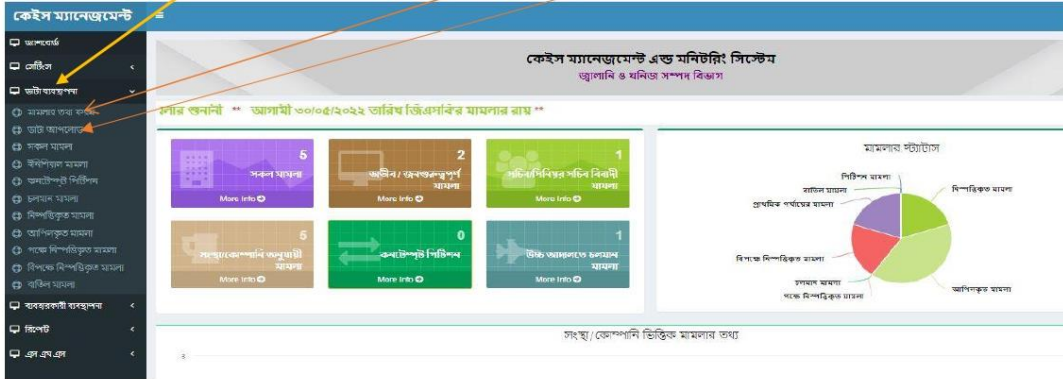 কেইস ম্যানেজমেন্ট
ড্যাশবোর্ড
সেটিংস
ডাটা ব্যবস্থাপনা
মামলার তথ্য
ডাটা আপলোড
সকল মামলা
ইনিশিয়াল মামলা
কনটেম্পট পিটিশন
চলমান মামলা
নিষ্পত্তিকৃত মামলা
আপিলকৃত মামলা
পক্ষে নিষ্পত্তিকৃত মামলা
বিপক্ষে নিষ্পত্তিকৃত মামলা
বাতিল মামলা
ব্যবহারকারী ব্যবস্থাপনা
রিপোর্ট
এস এম এস
কেইস ম্যানেজমেন্ট এন্ড মনিটরিং সিস্টেম
জ্বালানি ও খনিজ সম্পদ বিভাগ
লার শুনানী ** আগামী ৩০/০৫/২০২২ তারিখ জিএসবি'র মামলার রায় **
5
সকল মামলা
More Info
2
অতীব / জনগুরুত্বপূর্ণ
মামলা
More Info
1
সচিব/সিনিয়র সচিব বিবাদী
মামলা
More Info
6
সংস্থা/কোম্পানি অনুযায়ী
মামলা
More Info
0
কনটেম্পট পিটিশন
More Info
1
উচ্চ আদালতে চলমান
মামলা
More Info
মামলার স্ট্যাটাস
পিটিশন মামলা
বাতিল মামলা
প্রাথমিক পর্যায়ের মামলা
নিষ্পত্তিকৃত মামলা
বিপক্ষে নিষ্পত্তিকৃত মামলা
চলমান মামলা
পক্ষে নিষ্পত্তিকৃত মামলা
আপিলকৃত মামলা
সংস্থা/কোম্পানি ভিত্তিক মামলার তথ্য